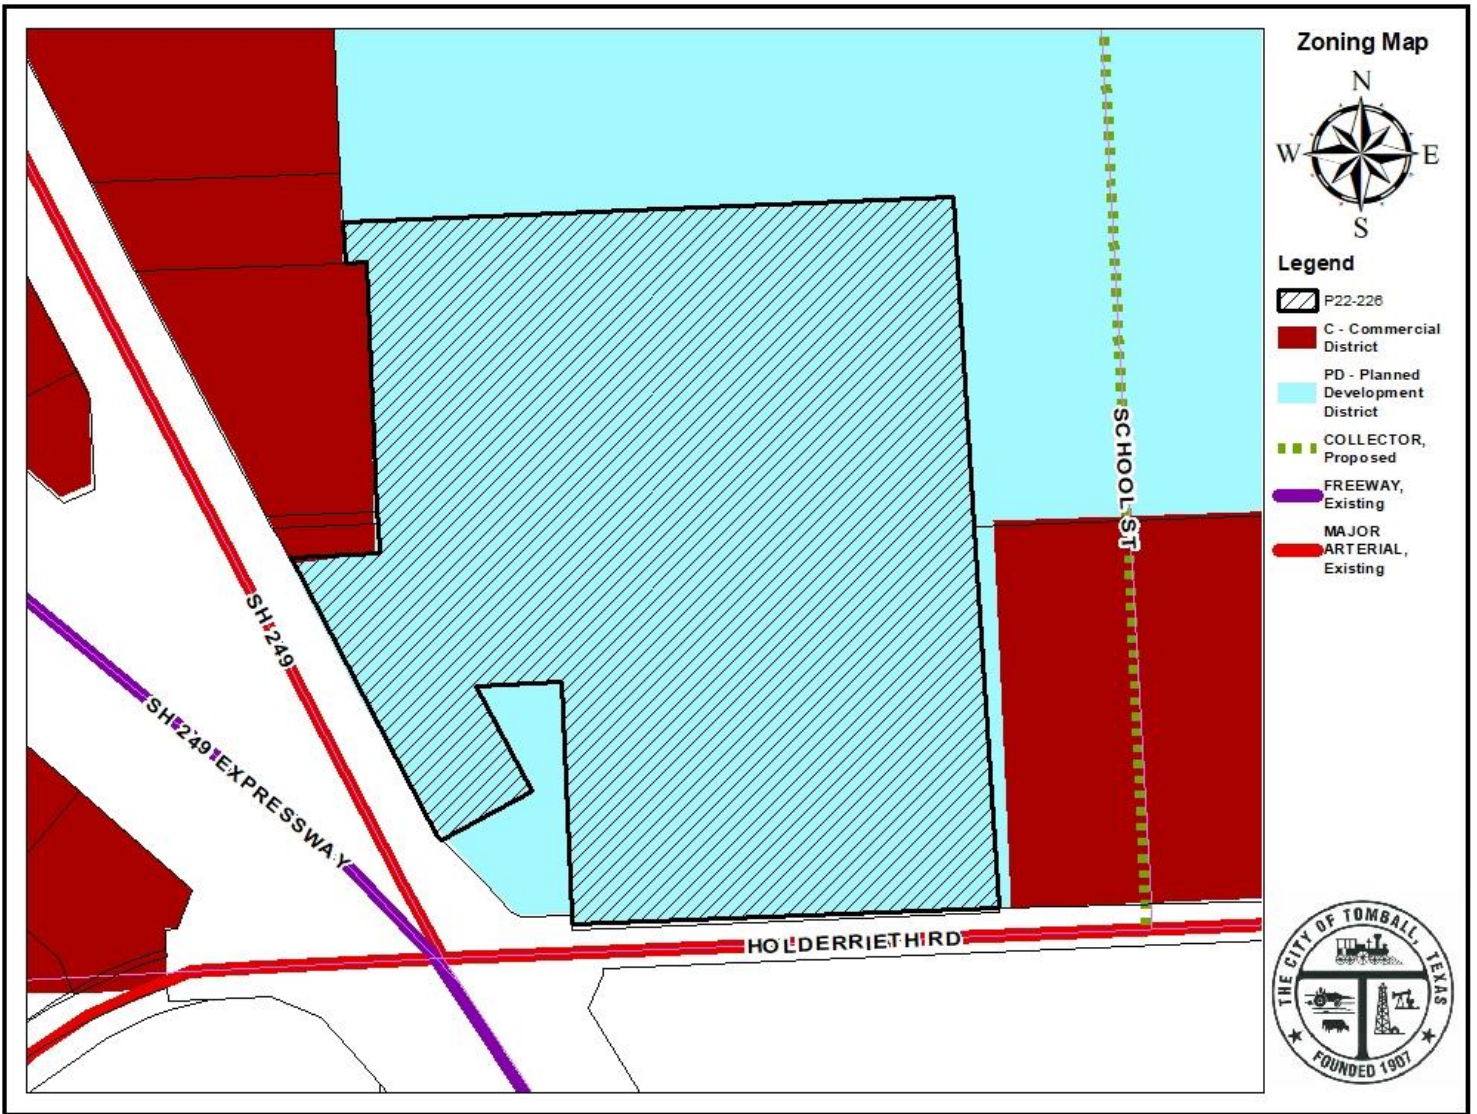 Zoning Map
N
W E
S
Legend
P22-226
C - Commercial
District
PD - Planned
Development
District
COLLECTOR,
Proposed
FREEWAY,
Existing
MAJOR
ARTERIAL,
Existing
SCHOOL ST
SH 249
SH 249 EXPRESSWAY
HOLDERRIETH RD
THE CITY OF TOMBALL, TEXAS
FOUNDED 1907